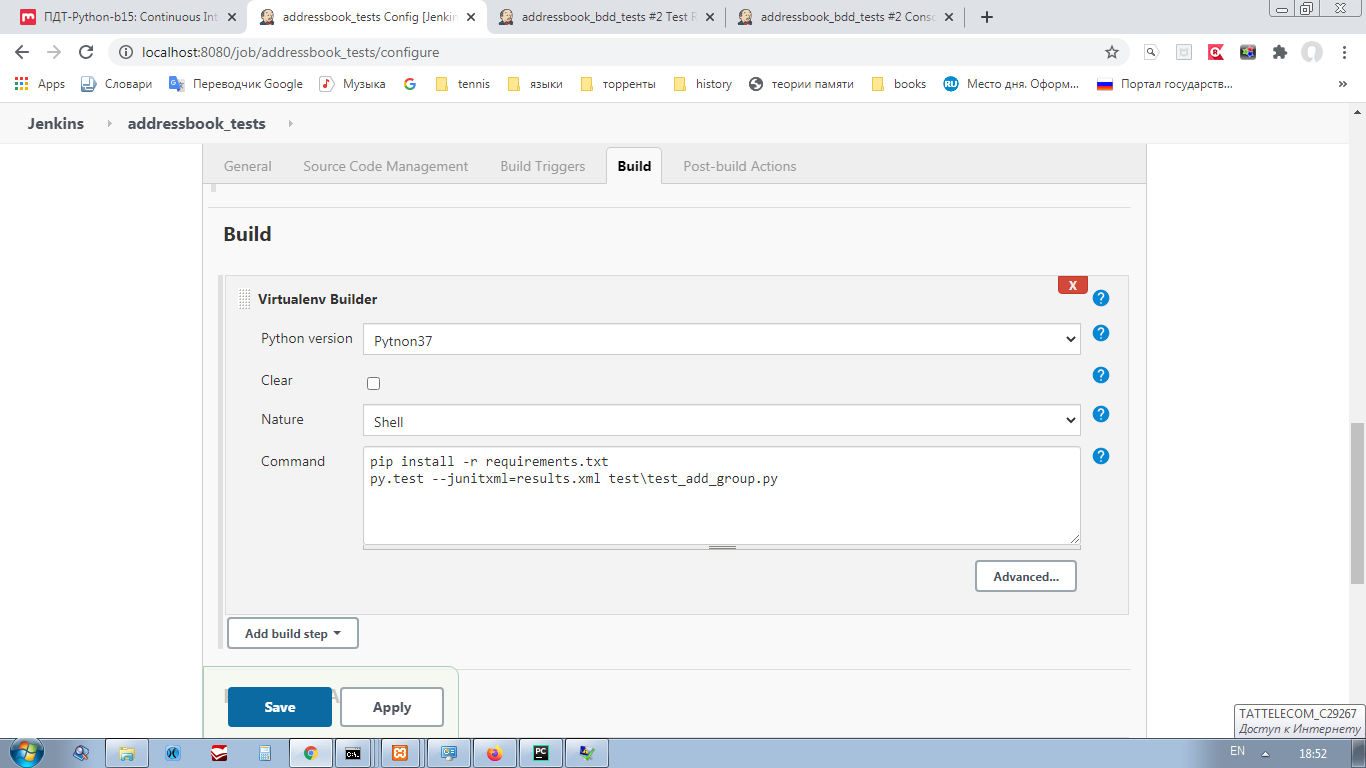 ПДТ-Python-b15: Continuous Int
addressbook_tests Config [Jenkin
addressbook_bdd_tests #2 Test R
addressbook_bdd_tests #2 Conso
localhost:8080/job/addressbook_tests/configure
Apps
Словари
Переводчик Google
Музыка
tennis
языки
торренты
history
теории памяти
books
Место дня. Оформ...
Портал государств...
Jenkins
addressbook_tests
General
Source Code Management
Build Triggers
Build
Post-build Actions
Build
X
Virtualenv Builder
Python version
Pytnon37
Clear
Nature
Shell
Command
pip install -r requirements.txt
py.test --junitxml=results.xml test\test_add_group.py
Advanced...
Add build step
Save
Apply
TATTELECOM_C29267
Доступ к Интернету
EN
18:52